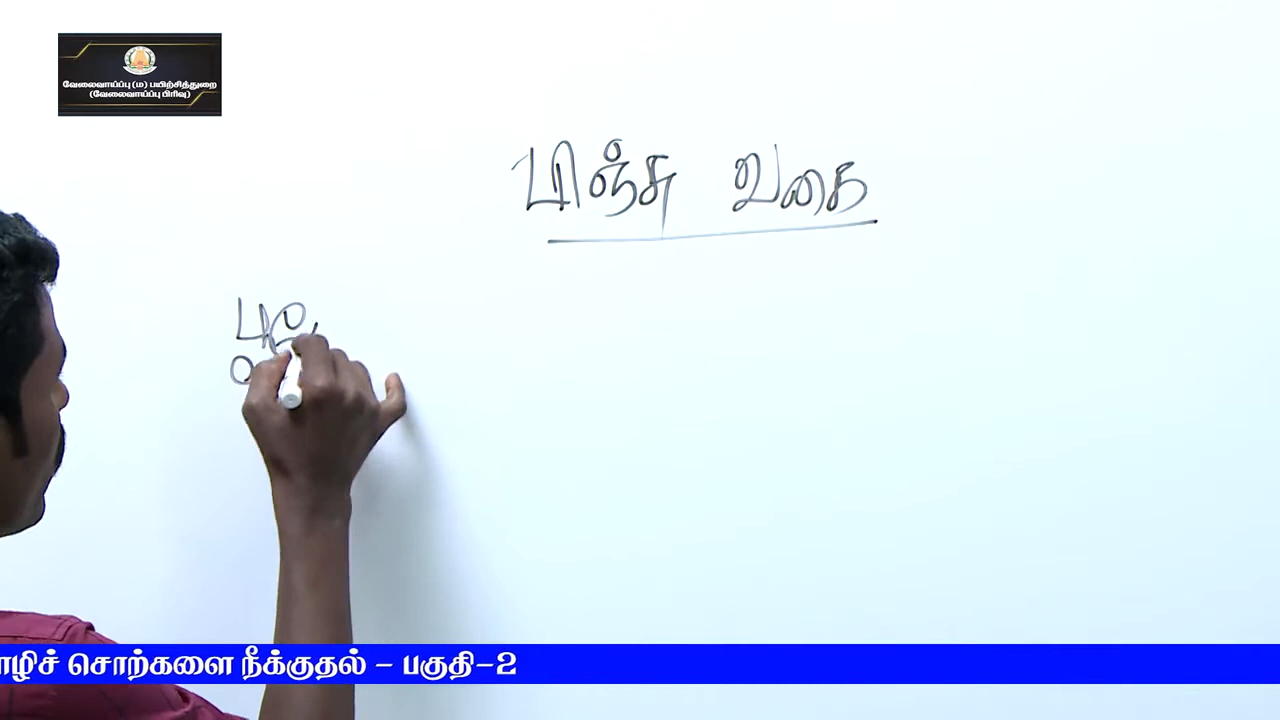 வேலைவாய்ப்பு (ம) பயிற்சித்துறை
(வேலைவாய்ப்பு பிரிவு)
பிஞ்சு வகை
சொற்களை நீக்குதல் - பகுதி-2